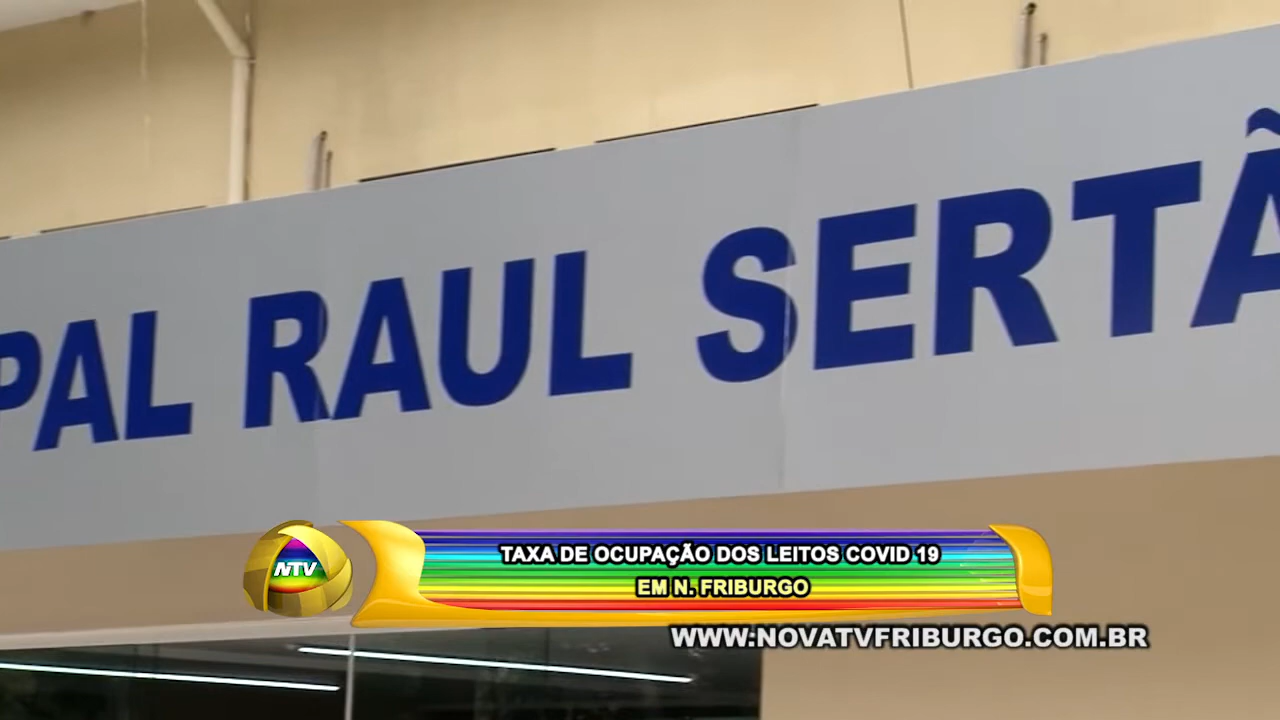 PAL RAUL SERTÃ
NTV
TAXA DE OCUPAÇÃO DOS LEITOS COVID 19
EM N. FRIBURGO
WWW.NOVATVFRIBURGO.COM.BR